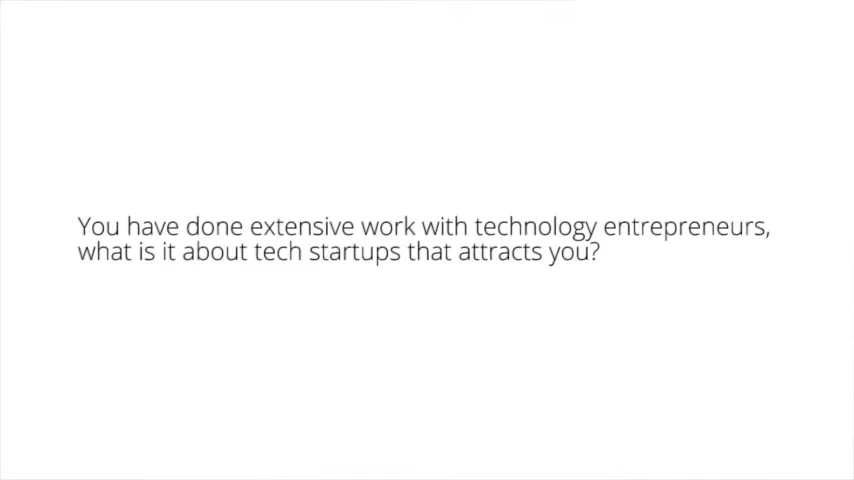 You have done extensive work with technology entrepreneurs,
what is it about tech startups that attracts you?